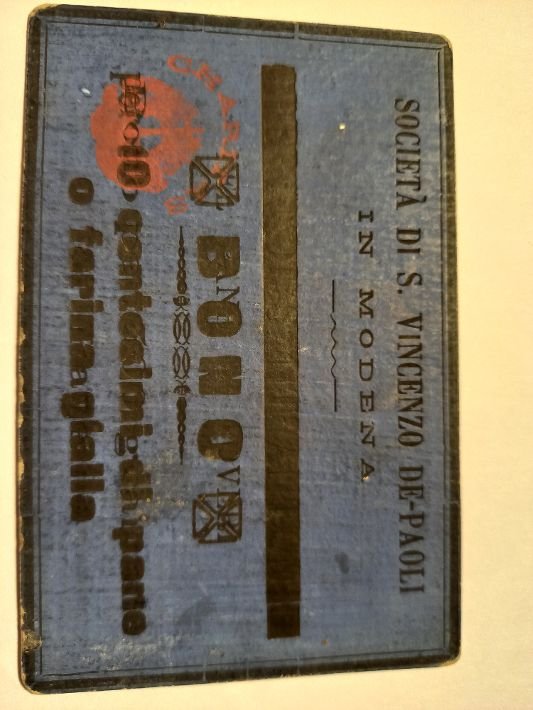 SOCIETÀ DI S. VINCENZO DE-PAOLI
IN MODENA
BONO
per 10 centesimi di pane
o farina gialla